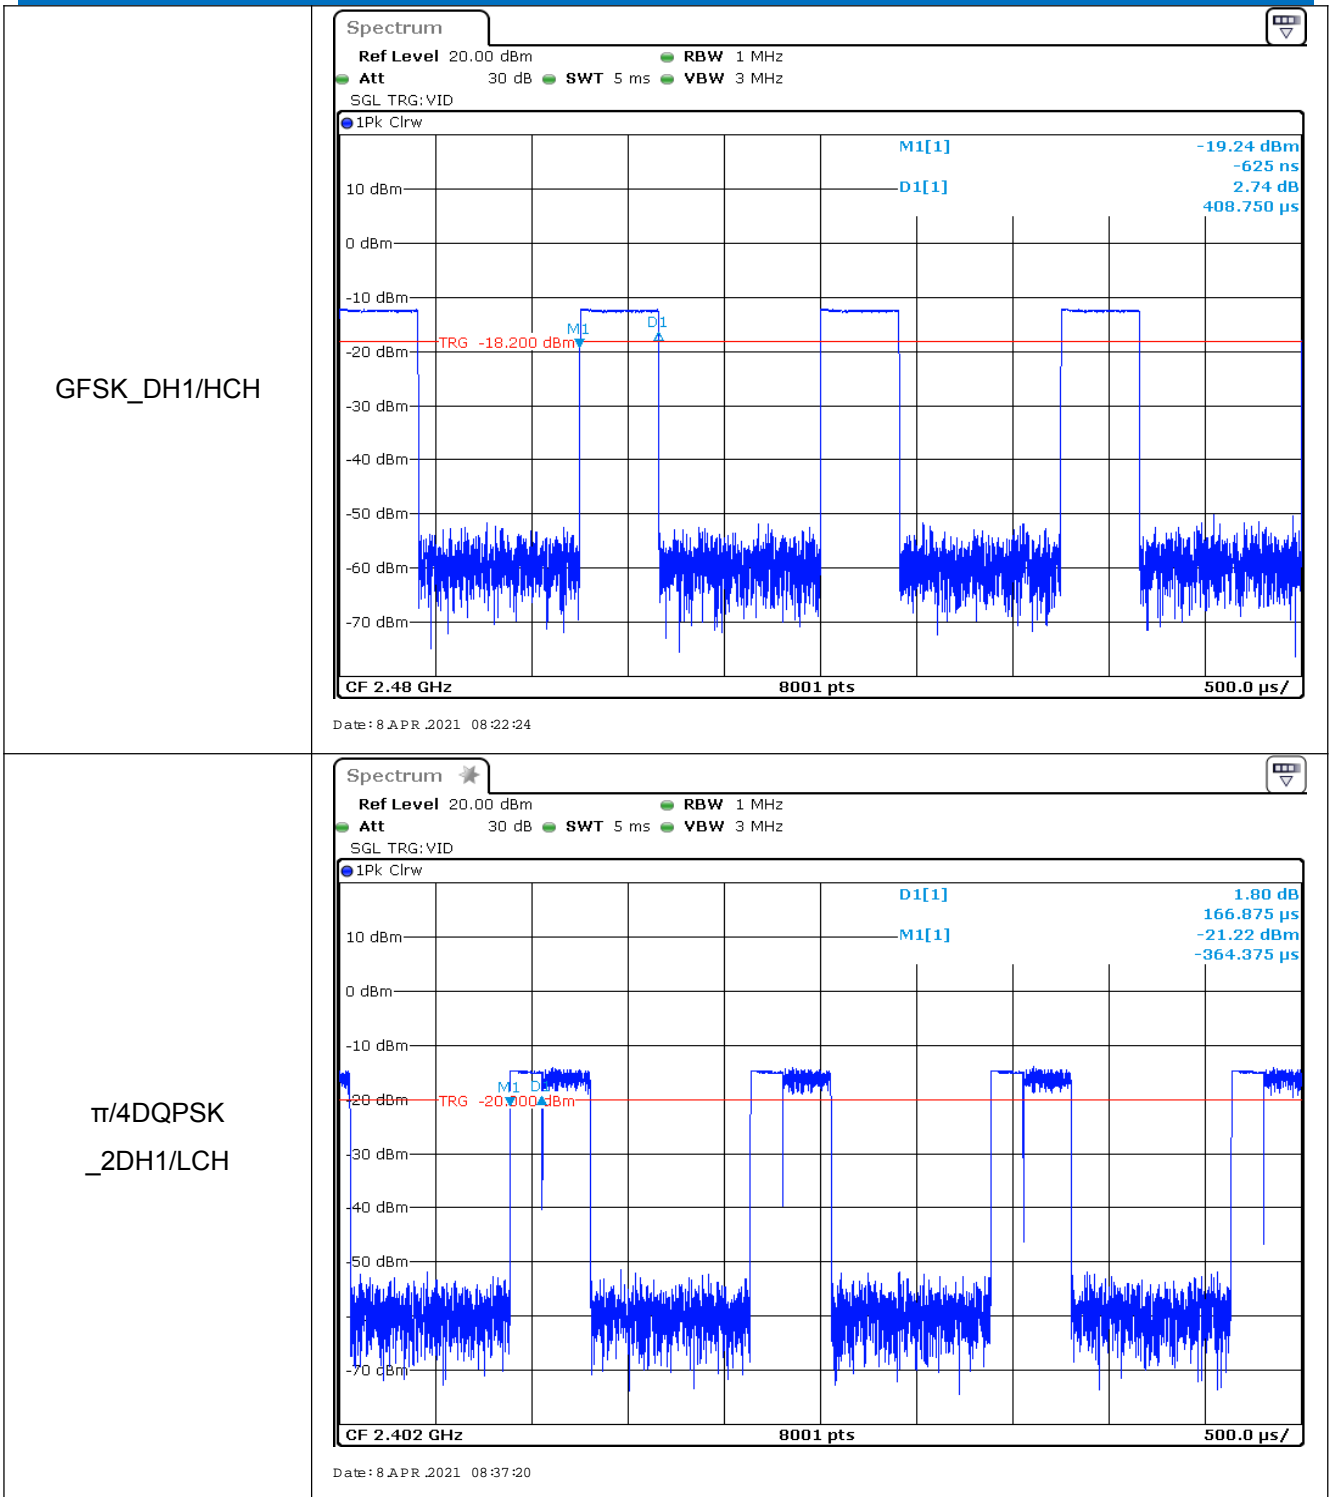 GFSK_DH1/HCH
Spectrum
Ref Level 20.00 dBm RBW 1 MHz
Att 30 dB SWT 5 ms VBW 3 MHz
SGL TRG:VID
1Pk Clrw
M1[1] -19.24 dBm
-625 ns
10 dBm D1[1] 2.74 dB
408.750 µs
0 dBm
-10 dBm
M1 D1
TRG -18.200 dBm
-20 dBm
-30 dBm
-40 dBm
-50 dBm
-60 dBm
-70 dBm
CF 2.48 GHz 8001 pts 500.0 µs/
Date: 8.APR.2021 08:22:24
π/4DQPSK
_2DH1/LCH
Spectrum
Ref Level 20.00 dBm RBW 1 MHz
Att 30 dB SWT 5 ms VBW 3 MHz
SGL TRG:VID
1Pk Clrw
D1[1] 1.80 dB
166.875 µs
10 dBm M1[1] -21.22 dBm
-364.375 µs
0 dBm
-10 dBm
M1
-20 dBm TRG -20.000 dBm
-30 dBm
-40 dBm
-50 dBm
-70 dBm
CF 2.402 GHz 8001 pts 500.0 µs/
Date: 8.APR.2021 08:37:20